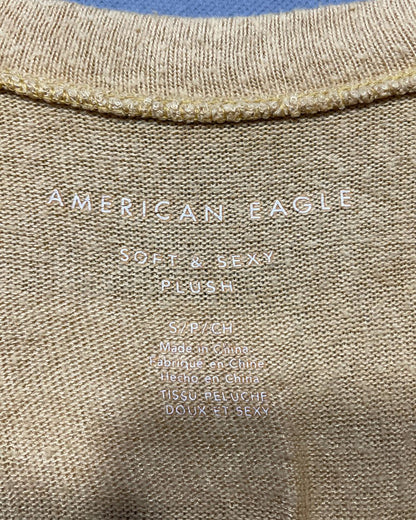 AMERICAN EAGLE
SOFT & SEXY
PLUSH
S/P/CH
Made in China
Fabriqué en Chine
Hecho en China
TISSU PELUCHE
DOUX ET SEXY